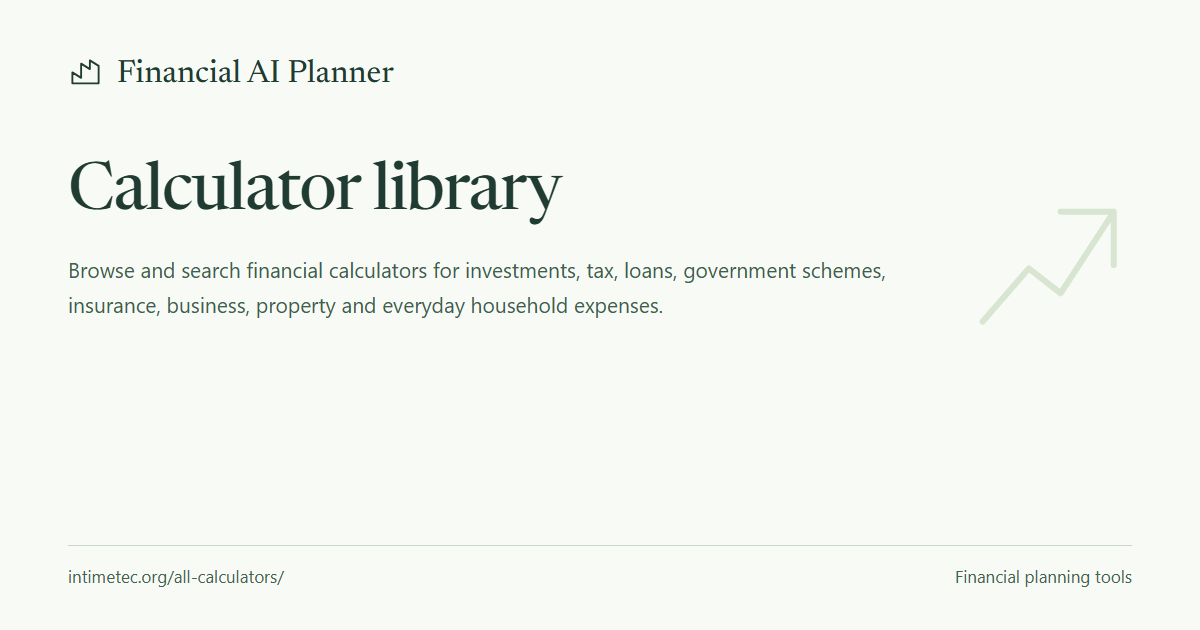 Financial AI Planner
Calculator library
Browse and search financial calculators for investments, tax, loans, government schemes,
insurance, business, property and everyday household expenses.
intimetec.org/all-calculators/
Financial planning tools